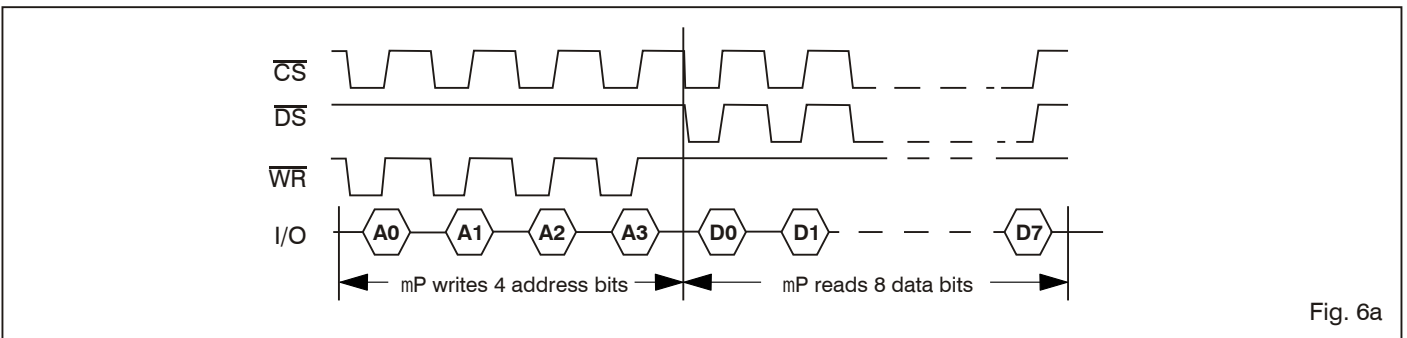 CS
DS
WR
I/O A0 A1 A2 A3 D0 D1 D7
mP writes 4 address bits mP reads 8 data bits
Fig. 6a